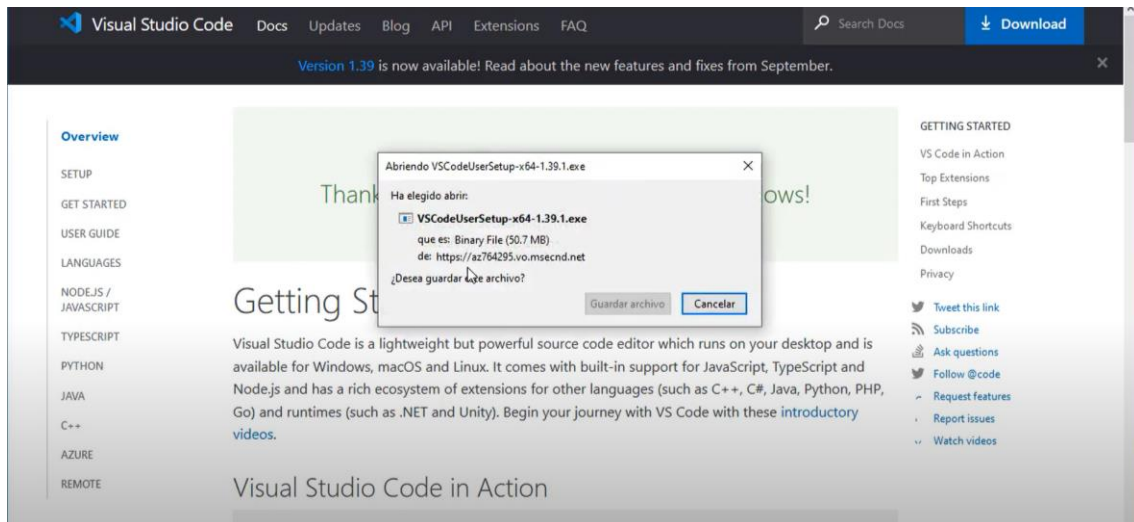 Visual Studio Code Docs Updates Blog API Extensions FAQ Search Docs Download
Version 1.39 is now available! Read about the new features and fixes from September.
Overview
SETUP
GET STARTED
USER GUIDE
LANGUAGES
NODE.JS /
JAVASCRIPT
TYPESCRIPT
PYTHON
JAVA
C++
AZURE
REMOTE
Thank
ows!
Abriendo VSCodeUserSetup-x64-1.39.1.exe
Ha elegido abrir:
VSCodeUserSetup-x64-1.39.1.exe
que es: Binary File (50.7 MB)
de: https://az764295.vo.msecnd.net
¿Desea guardar este archivo?
Guardar archivo Cancelar
Getting St
Visual Studio Code is a lightweight but powerful source code editor which runs on your desktop and is
available for Windows, macOS and Linux. It comes with built-in support for JavaScript, TypeScript and
Node.js and has a rich ecosystem of extensions for other languages (such as C++, C#, Java, Python, PHP,
Go) and runtimes (such as .NET and Unity). Begin your journey with VS Code with these introductory
videos.
Visual Studio Code in Action
GETTING STARTED
VS Code in Action
Top Extensions
First Steps
Keyboard Shortcuts
Downloads
Privacy
Tweet this link
Subscribe
Ask questions
Follow @code
Request features
Report issues
Watch videos